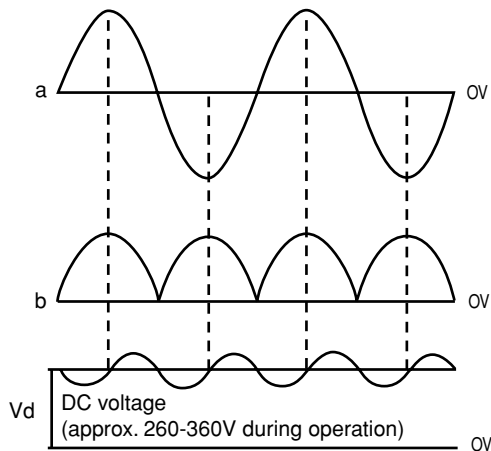 a
OV
b
OV
Vd
DC voltage
(approx. 260-360V during operation)
OV